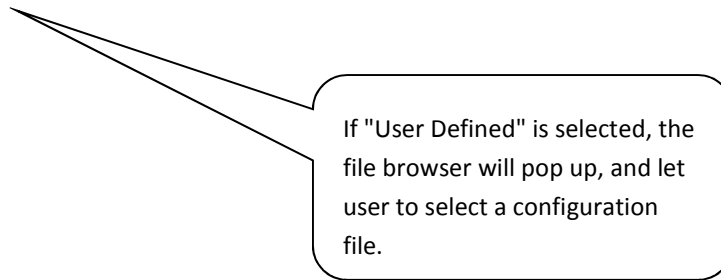 If "User Defined" is selected, the
file browser will pop up, and let
user to select a configuration
file.